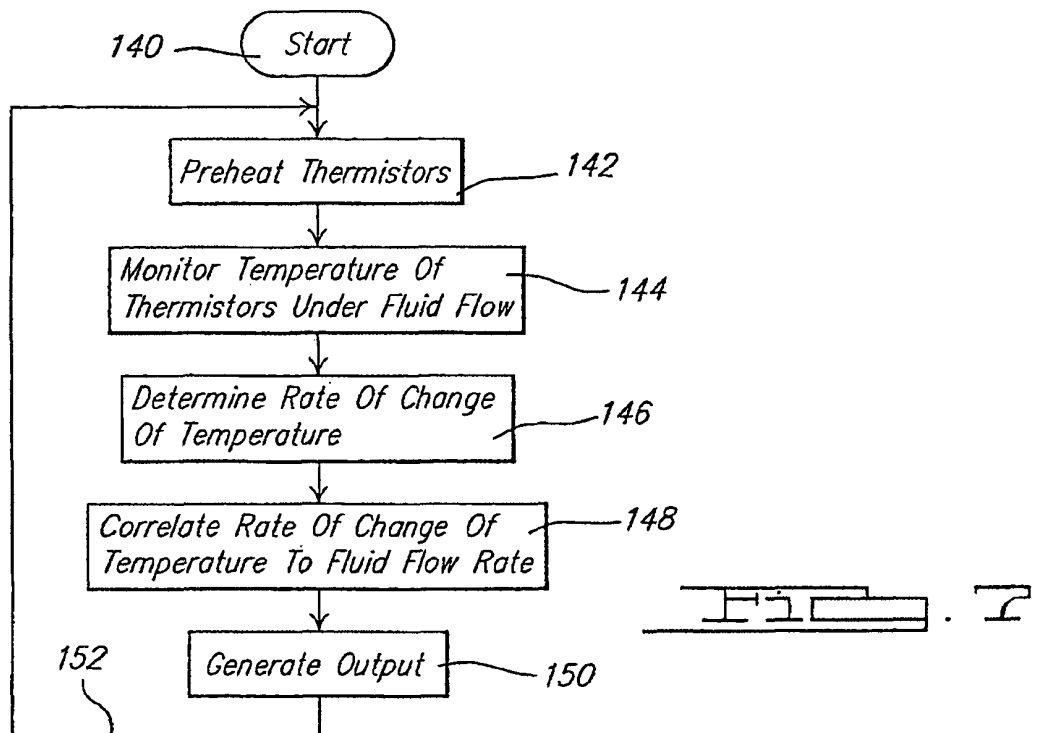 140
Start
Preheat Thermistors
142
Monitor Temperature Of
Thermistors Under Fluid Flow
144
Determine Rate Of Change
Of Temperature
146
Correlate Rate Of Change Of
Temperature To Fluid Flow Rate
148
Generate Output
150
152